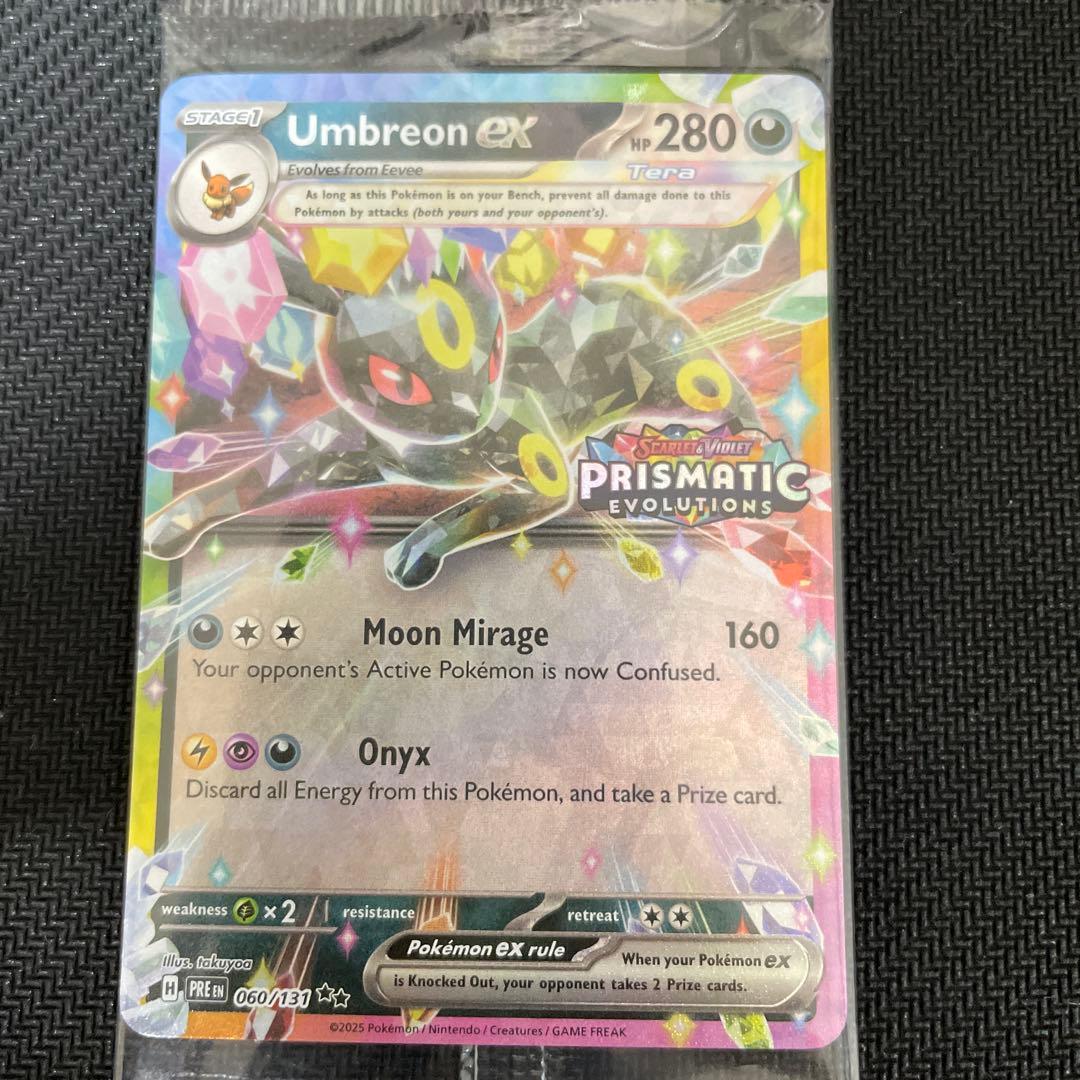 STAGE1
Umbreon ex
HP 280
Evolves from Eevee
Tera
As long as this Pokémon is on your Bench, prevent all damage done to this
Pokémon by attacks (both yours and your opponent's).
SCARLET & VIOLET
PRISMATIC
EVOLUTIONS
Moon Mirage 160
Your opponent's Active Pokémon is now Confused.
Onyx
Discard all Energy from this Pokémon, and take a Prize card.
weakness ×2 resistance retreat
Pokémon ex rule
When your Pokémon ex
is Knocked Out, your opponent takes 2 Prize cards.
Illus. takuyoa
H PRE EN 060/131
©2025 Pokémon / Nintendo / Creatures / GAME FREAK